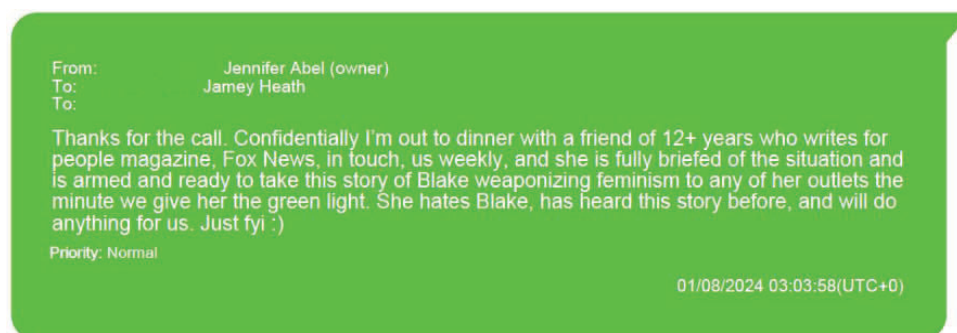 From: Jennifer Abel (owner)
To: Jamey Heath
To:
Thanks for the call. Confidentially I'm out to dinner with a friend of 12+ years who writes for
people magazine, Fox News, in touch, us weekly, and she is fully briefed of the situation and
is armed and ready to take this story of Blake weaponizing feminism to any of her outlets the
minute we give her the green light. She hates Blake, has heard this story before, and will do
anything for us. Just fyi :)
Priority: Normal
01/08/2024 03:03:58(UTC+0)